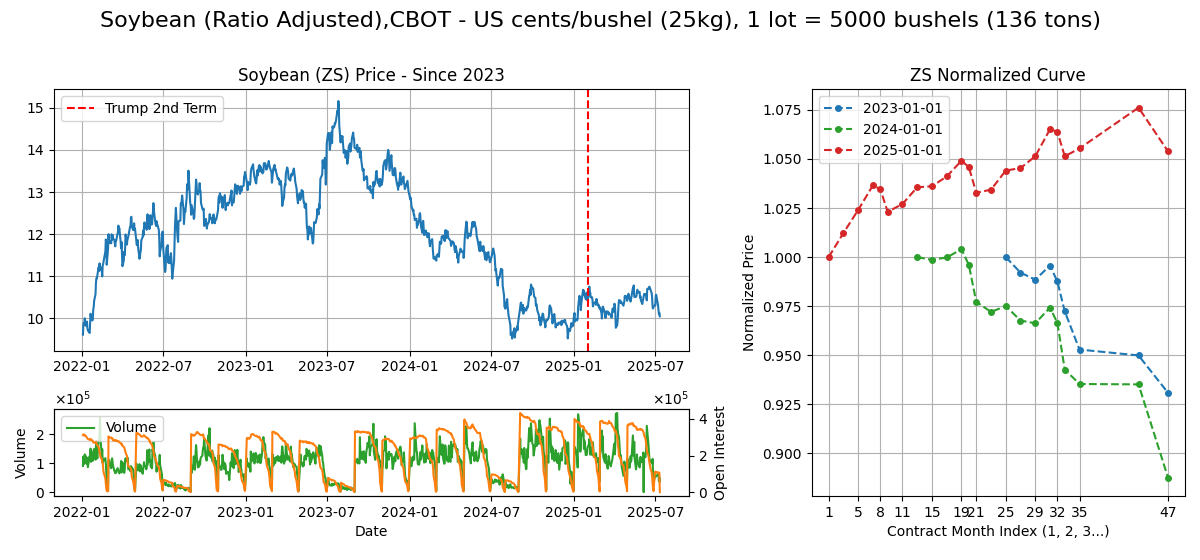 Soybean (Ratio Adjusted),CBOT - US cents/bushel (25kg), 1 lot = 5000 bushels (136 tons)
Soybean (ZS) Price - Since 2023
Trump 2nd Term
15
14
13
12
11
10
2022-01 2022-07 2023-01 2023-07 2024-01 2024-07 2025-01 2025-07
×10⁵ ×10⁵
Volume
Volume
2
1
0
4
2
0
Open Interest
2022-01 2022-07 2023-01 2023-07 2024-01 2024-07 2025-01 2025-07
Date
ZS Normalized Curve
2023-01-01
2024-01-01
2025-01-01
Normalized Price
1.075
1.050
1.025
1.000
0.975
0.950
0.925
0.900
1 5 8 11 15 19 21 25 29 32 35 47
Contract Month Index (1, 2, 3...)